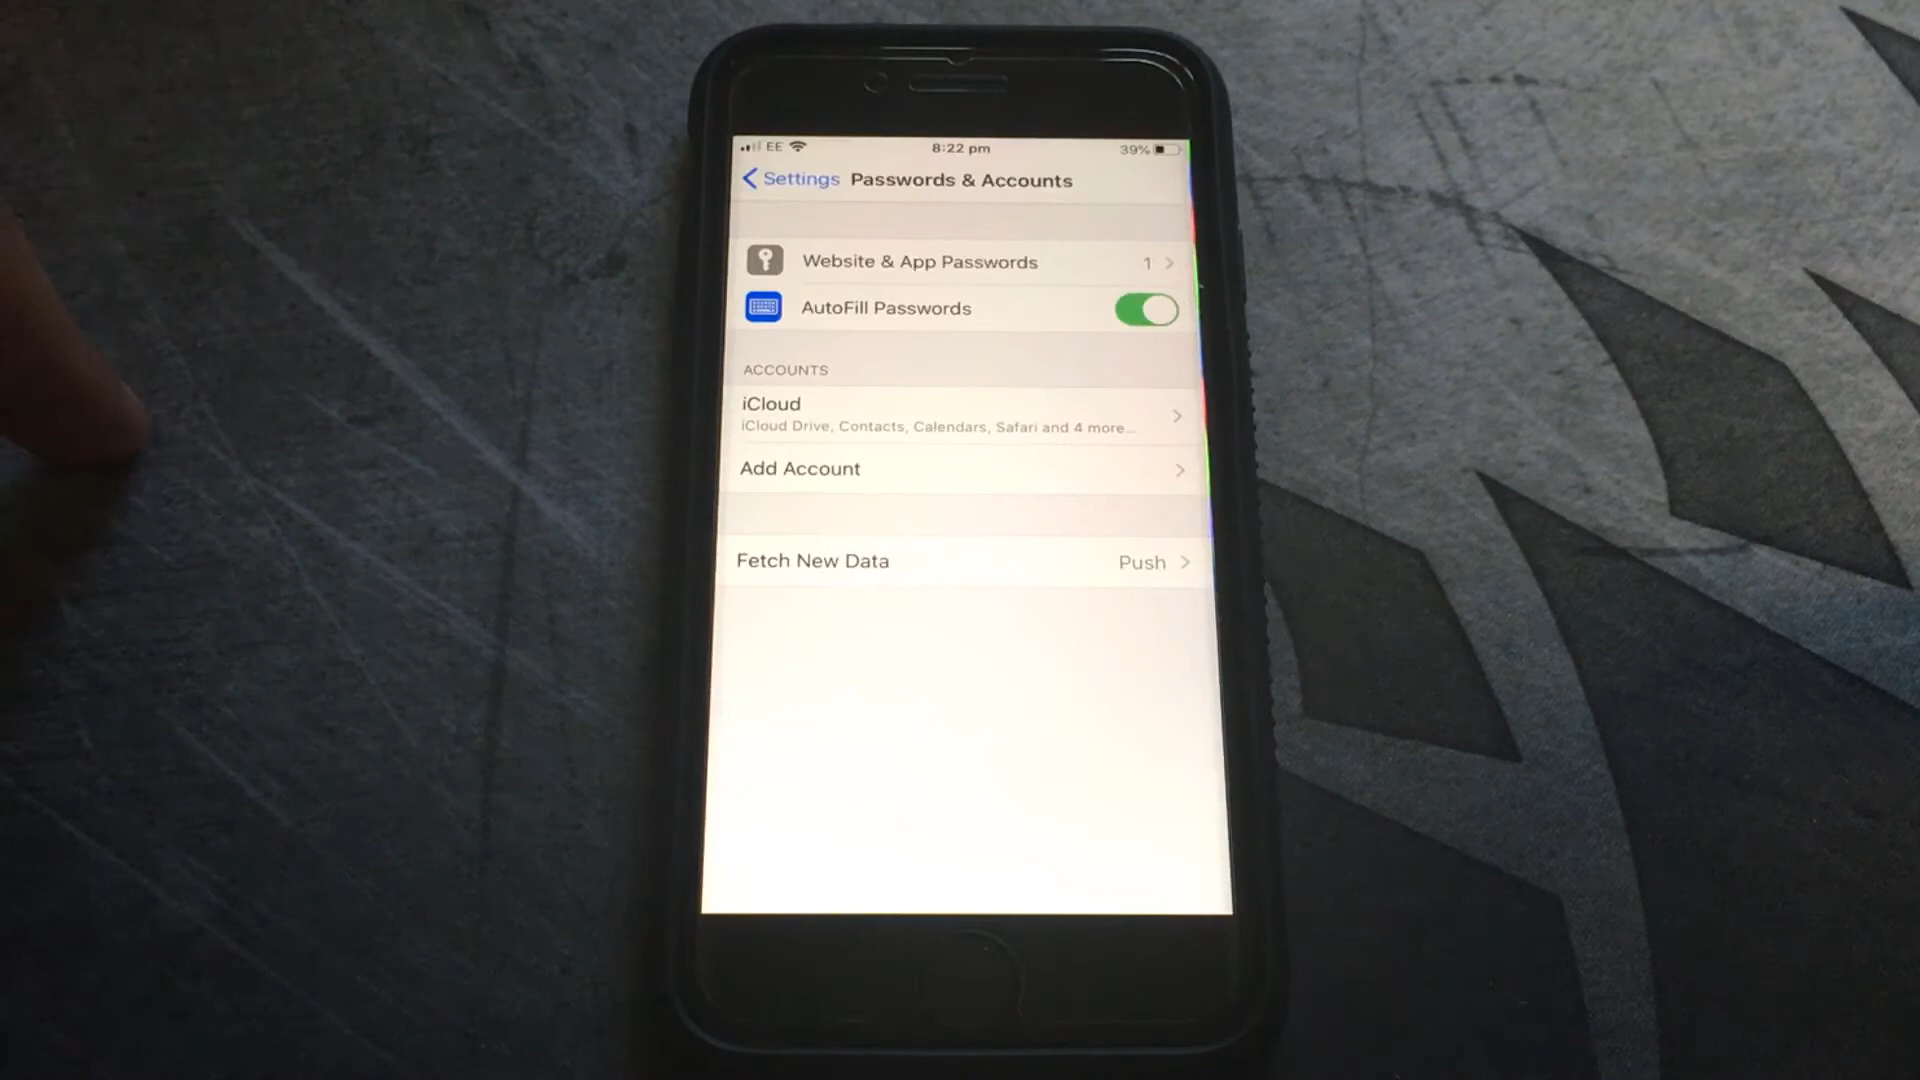 EE 8:22 pm 39%
Settings Passwords & Accounts
Website & App Passwords 1
AutoFill Passwords
ACCOUNTS
iCloud
iCloud Drive, Contacts, Calendars, Safari and 4 more...
Add Account
Fetch New Data Push